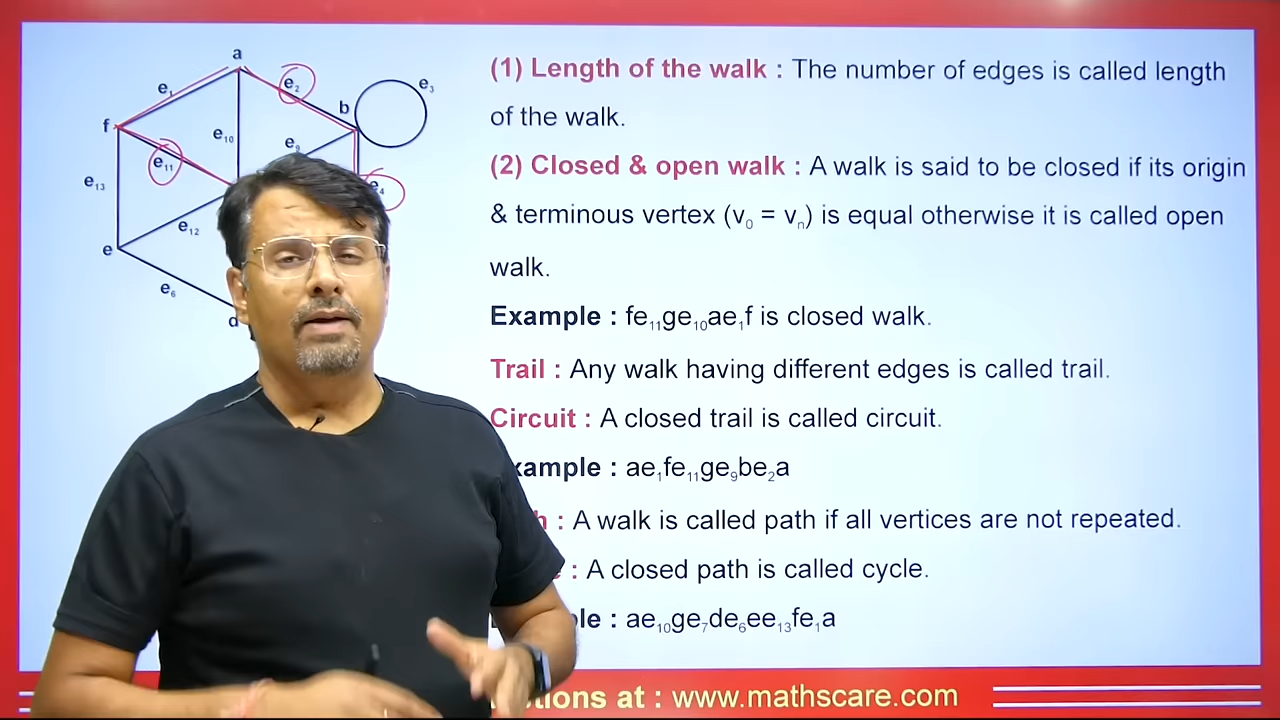 a
e₁
e₂
b
e₃
f
e₁₀
e₉
e₁₁
e₄
e₁₃
e₁₂
e
e₆
d
(1) Length of the walk : The number of edges is called length
of the walk.
(2) Closed & open walk : A walk is said to be closed if its origin
& terminous vertex (v₀ = vₙ) is equal otherwise it is called open
walk.
Example : fe₁₁ge₁₀ae₁f is closed walk.
Trail : Any walk having different edges is called trail.
Circuit : A closed trail is called circuit.
xample : ae₁fe₁₁ge₉be₂a
h : A walk is called path if all vertices are not repeated.
: A closed path is called cycle.
ple : ae₁₀ge₇de₆ee₁₃fe₁a
tions at : www.mathscare.com